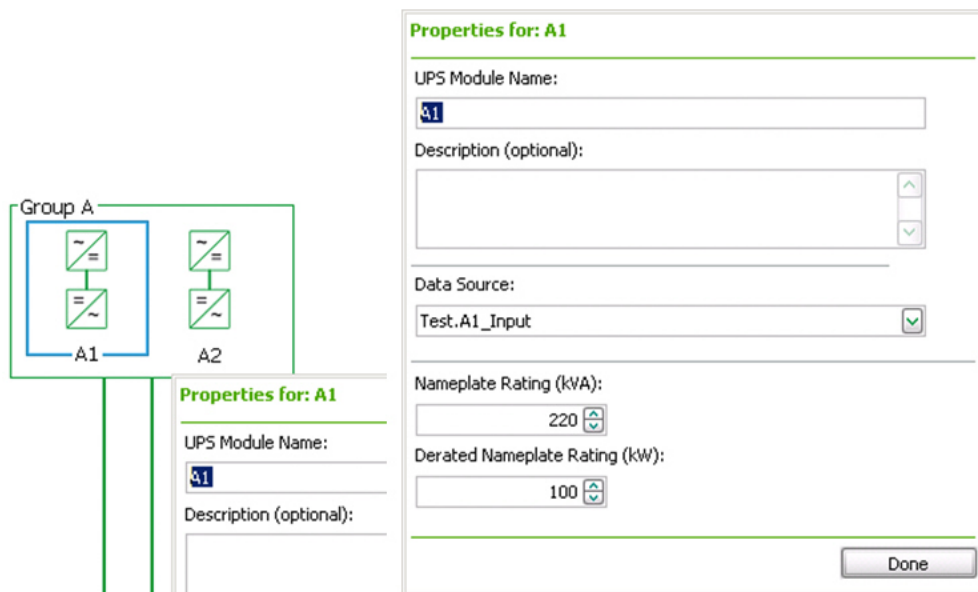 Properties for: A1
UPS Module Name:
A1
Description (optional):
Data Source:
Test.A1_Input
Nameplate Rating (kVA):
220
Derated Nameplate Rating (kW):
100
Done
Group A
~
=
~
=
=
~
=
~
A1
A2
Properties for: A1
UPS Module Name:
A1
Description (optional):